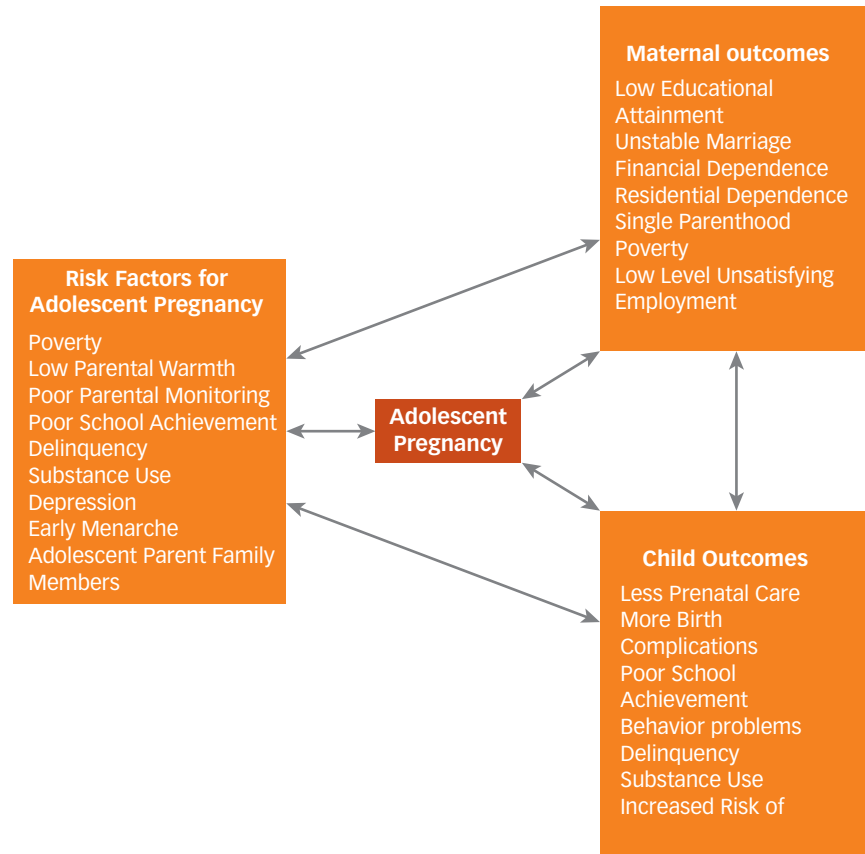 Maternal outcomes
Low Educational
Attainment
Unstable Marriage
Financial Dependence
Residential Dependence
Single Parenthood
Poverty
Low Level Unsatisfying
Employment
Risk Factors for
Adolescent Pregnancy
Poverty
Low Parental Warmth
Poor Parental Monitoring
Poor School Achievement
Delinquency
Substance Use
Depression
Early Menarche
Adolescent Parent Family
Members
Adolescent
Pregnancy
Child Outcomes
Less Prenatal Care
More Birth
Complications
Poor School
Achievement
Behavior problems
Delinquency
Substance Use
Increased Risk of